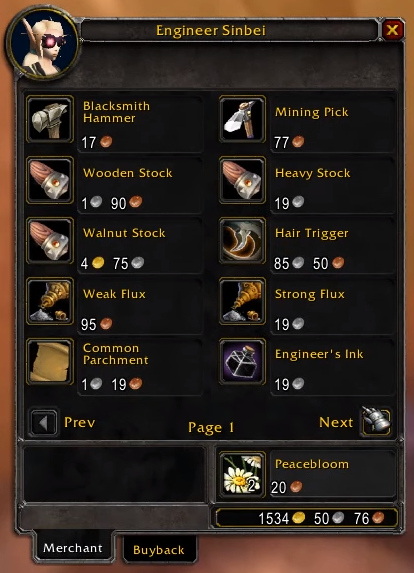 Engineer Sinbei
Blacksmith
Hammer
17
Mining Pick
77
Wooden Stock
1 90
Heavy Stock
19
Walnut Stock
4 75
Hair Trigger
85 50
Weak Flux
95
Strong Flux
19
Common
Parchment
1 19
Engineer's Ink
19
Prev
Page 1
Next
Peacebloom
2
20
1534 50 76
Merchant
Buyback